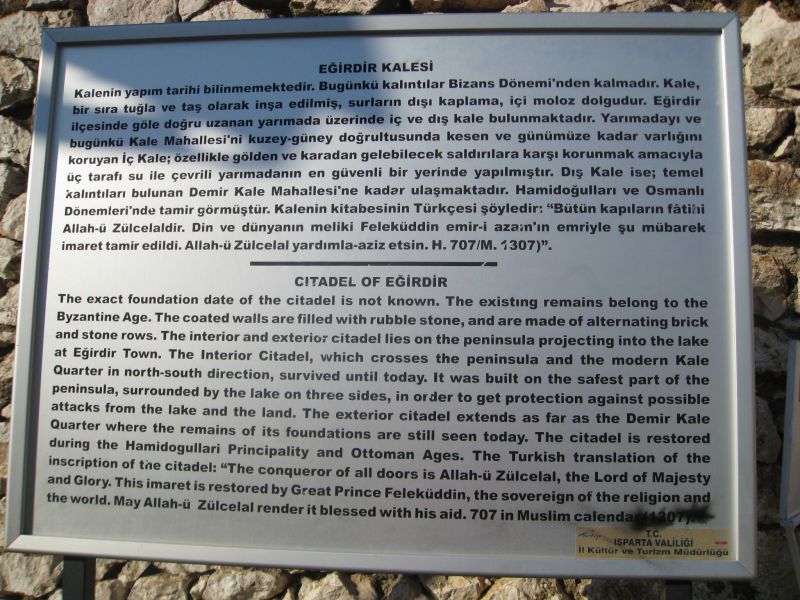 EĞİRDİR KALESİ
Kalenin yapım tarihi bilinmemektedir. Bugünkü kalıntılar Bizans Dönemi'nden kalmadır. Kale,
bir sıra tuğla ve taş olarak inşa edilmiş, surların dışı kaplama, içi moloz dolgudur. Eğirdir
ilçesinde göle doğru uzanan yarımada üzerinde iç ve dış kale bulunmaktadır. Yarımadayı ve
bugünkü Kale Mahallesi'ni kuzey-güney doğrultusunda kesen ve günümüze kadar varlığını
koruyan İç Kale; özellikle gölden ve karadan gelebilecek saldırılara karşı korunmak amacıyla
üç tarafı su ile çevrili yarımadanın en güvenli bir yerinde yapılmıştır. Dış Kale ise; temel
kalıntıları bulunan Demir Kale Mahallesi'ne kadar ulaşmaktadır. Hamidoğulları ve Osmanlı
Dönemleri'nde tamir görmüştür. Kalenin kitabesinin Türkçesi şöyledir: “Bütün kapıların fâtihi
Allah-ü Zülcelaldir. Din ve dünyanın meliki Feleküddin emir-i azam'ın emriyle şu mübarek
imaret tamir edildi. Allah-ü Zülcelal yardımla-aziz etsin. H. 707/M. 1307)”.
CITADEL OF EĞİRDİR
The exact foundation date of the citadel is not known. The existing remains belong to the
Byzantine Age. The coated walls are filled with rubble stone, and are made of alternating brick
and stone rows. The interior and exterior citadel lies on the peninsula projecting into the lake
at Eğirdir Town. The Interior Citadel, which crosses the peninsula and the modern Kale
Quarter in north-south direction, survived until today. It was built on the safest part of the
peninsula, surrounded by the lake on three sides, in order to get protection against possible
attacks from the lake and the land. The exterior citadel extends as far as the Demir Kale
Quarter where the remains of its foundations are still seen today. The citadel is restored
during the Hamidogullari Principality and Ottoman Ages. The Turkish translation of the
inscription of the citadel: “The conqueror of all doors is Allah-ü Zülcelal, the Lord of Majesty
and Glory. This imaret is restored by Great Prince Feleküddin, the sovereign of the religion and
the world. May Allah-ü Zülcelal render it blessed with his aid. 707 in Muslim calendar (1307)
T.C.
ISPARTA VALİLİĞİ
İl Kültür ve Turizm Müdürlüğü